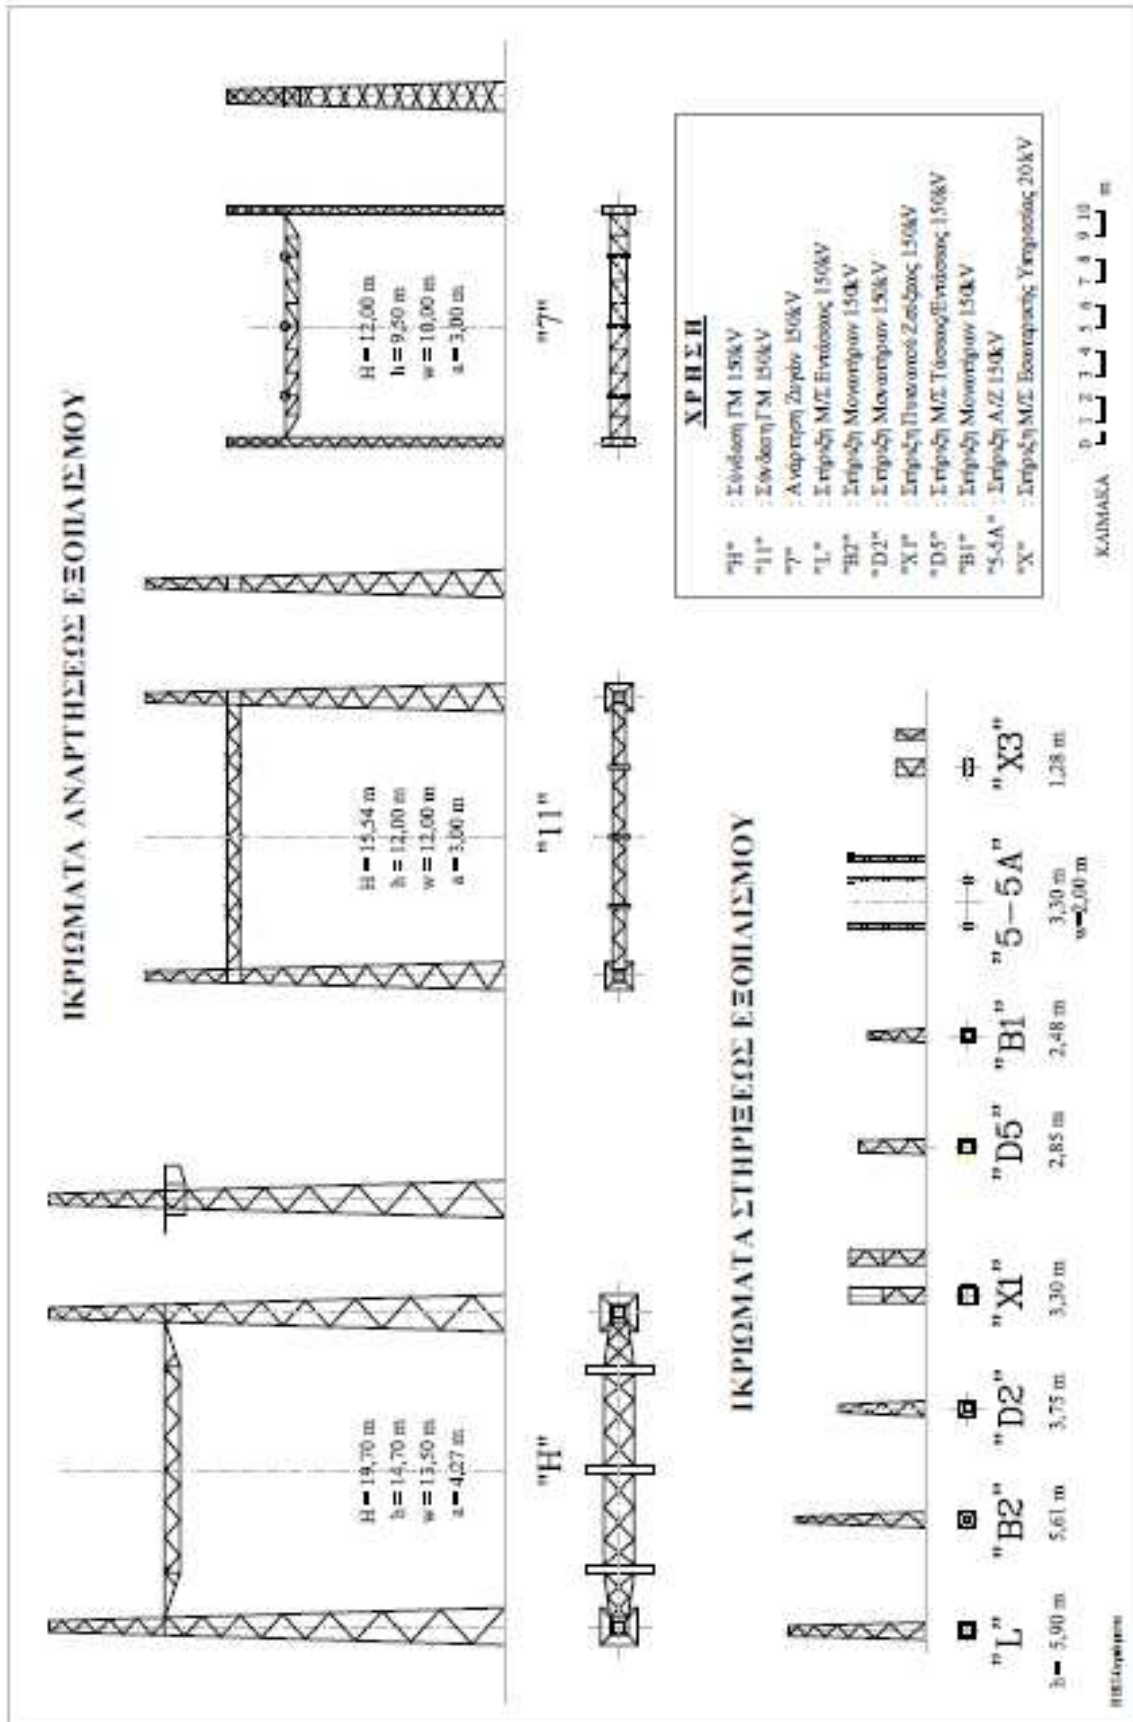 ΙΚΡΙΩΜΑΤΑ ΑΝΑΡΤΗΣΕΩΣ ΕΞΟΠΛΙΣΜΟΥ
H = 19,70 m
h = 14,70 m
w = 13,50 m
a = 4,27 m
"H"
H = 15,54 m
h = 12,00 m
w = 12,00 m
a = 3,00 m
"11"
H = 12,00 m
h = 9,50 m
w = 10,00 m
a = 3,00 m
"7"
ΙΚΡΙΩΜΑΤΑ ΣΤΗΡΙΞΕΩΣ ΕΞΟΠΛΙΣΜΟΥ
"L" "B2" "D2" "X1" "D5" "B1" "5-5A" "X3"
h = 5,90 m 5,61 m 3,75 m 3,30 m 2,85 m 2,48 m 3,30 m 1,28 m
w=2,00 m
ΧΡΗΣΗ
"H" : Σύνδεση ΓΜ 150kV
"11" : Σύνδεση ΓΜ 150kV
"7" : Ανάρτηση Ζυγών 150kV
"L" : Στήριξη Μ/Σ Εντάσεως 150kV
"B2" : Στήριξη Μονωτήρων 150kV
"D2" : Στήριξη Μονωτήρων 150kV
"X1" : Στήριξη Πυκνωτού Ζεύξεως 150kV
"D5" : Στήριξη Μ/Σ Τάσεως/Εντάσεως 150kV
"B1" : Στήριξη Μονωτήρων 150kV
"5-5A" : Στήριξη Α/Ζ 150kV
"X" : Στήριξη Μ/Σ Εσωτερικής Υπηρεσίας 20kV
0 1 2 3 4 5 6 7 8 9 10 m
ΚΛΙΜΑΚΑ